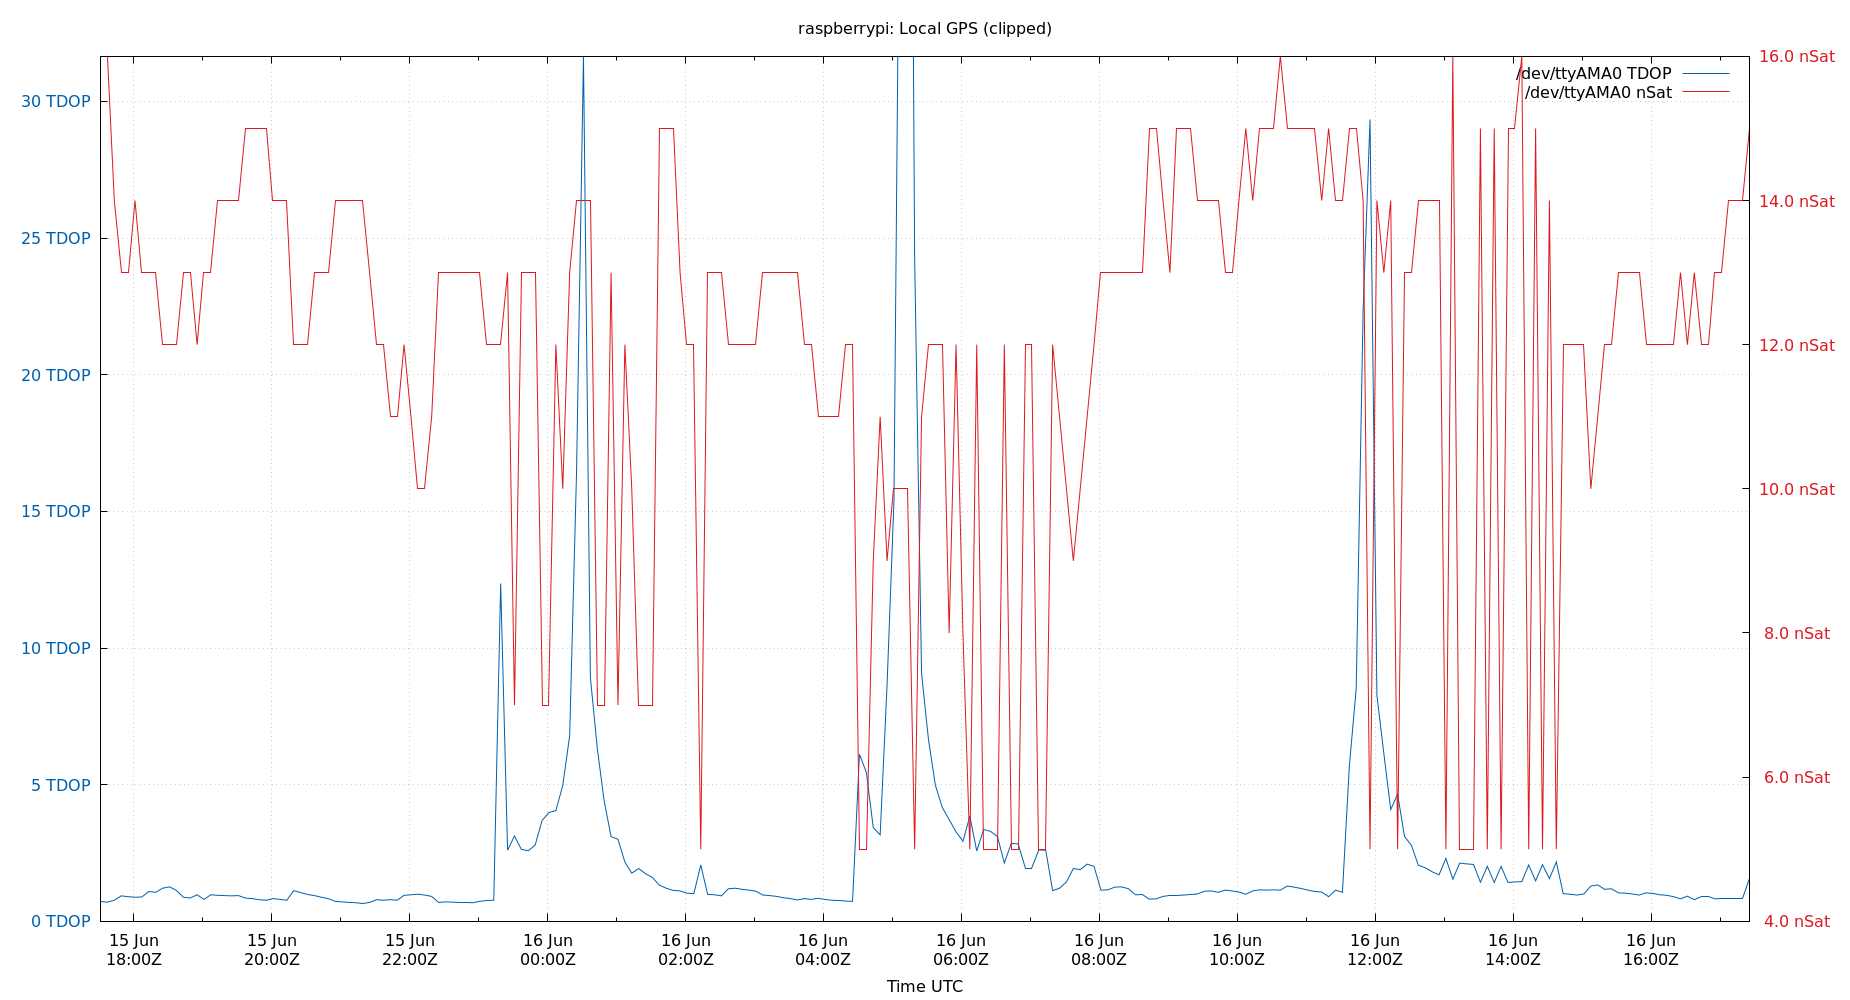 raspberrypi: Local GPS (clipped)
16.0 nSat
/dev/ttyAMA0 TDOP
/dev/ttyAMA0 nSat
30 TDOP
14.0 nSat
25 TDOP
12.0 nSat
20 TDOP
10.0 nSat
15 TDOP
8.0 nSat
10 TDOP
6.0 nSat
5 TDOP
4.0 nSat
0 TDOP
15 Jun 15 Jun 15 Jun 16 Jun 16 Jun 16 Jun 16 Jun 16 Jun 16 Jun 16 Jun 16 Jun 16 Jun
18:00Z 20:00Z 22:00Z 00:00Z 02:00Z 04:00Z 06:00Z 08:00Z 10:00Z 12:00Z 14:00Z 16:00Z
Time UTC